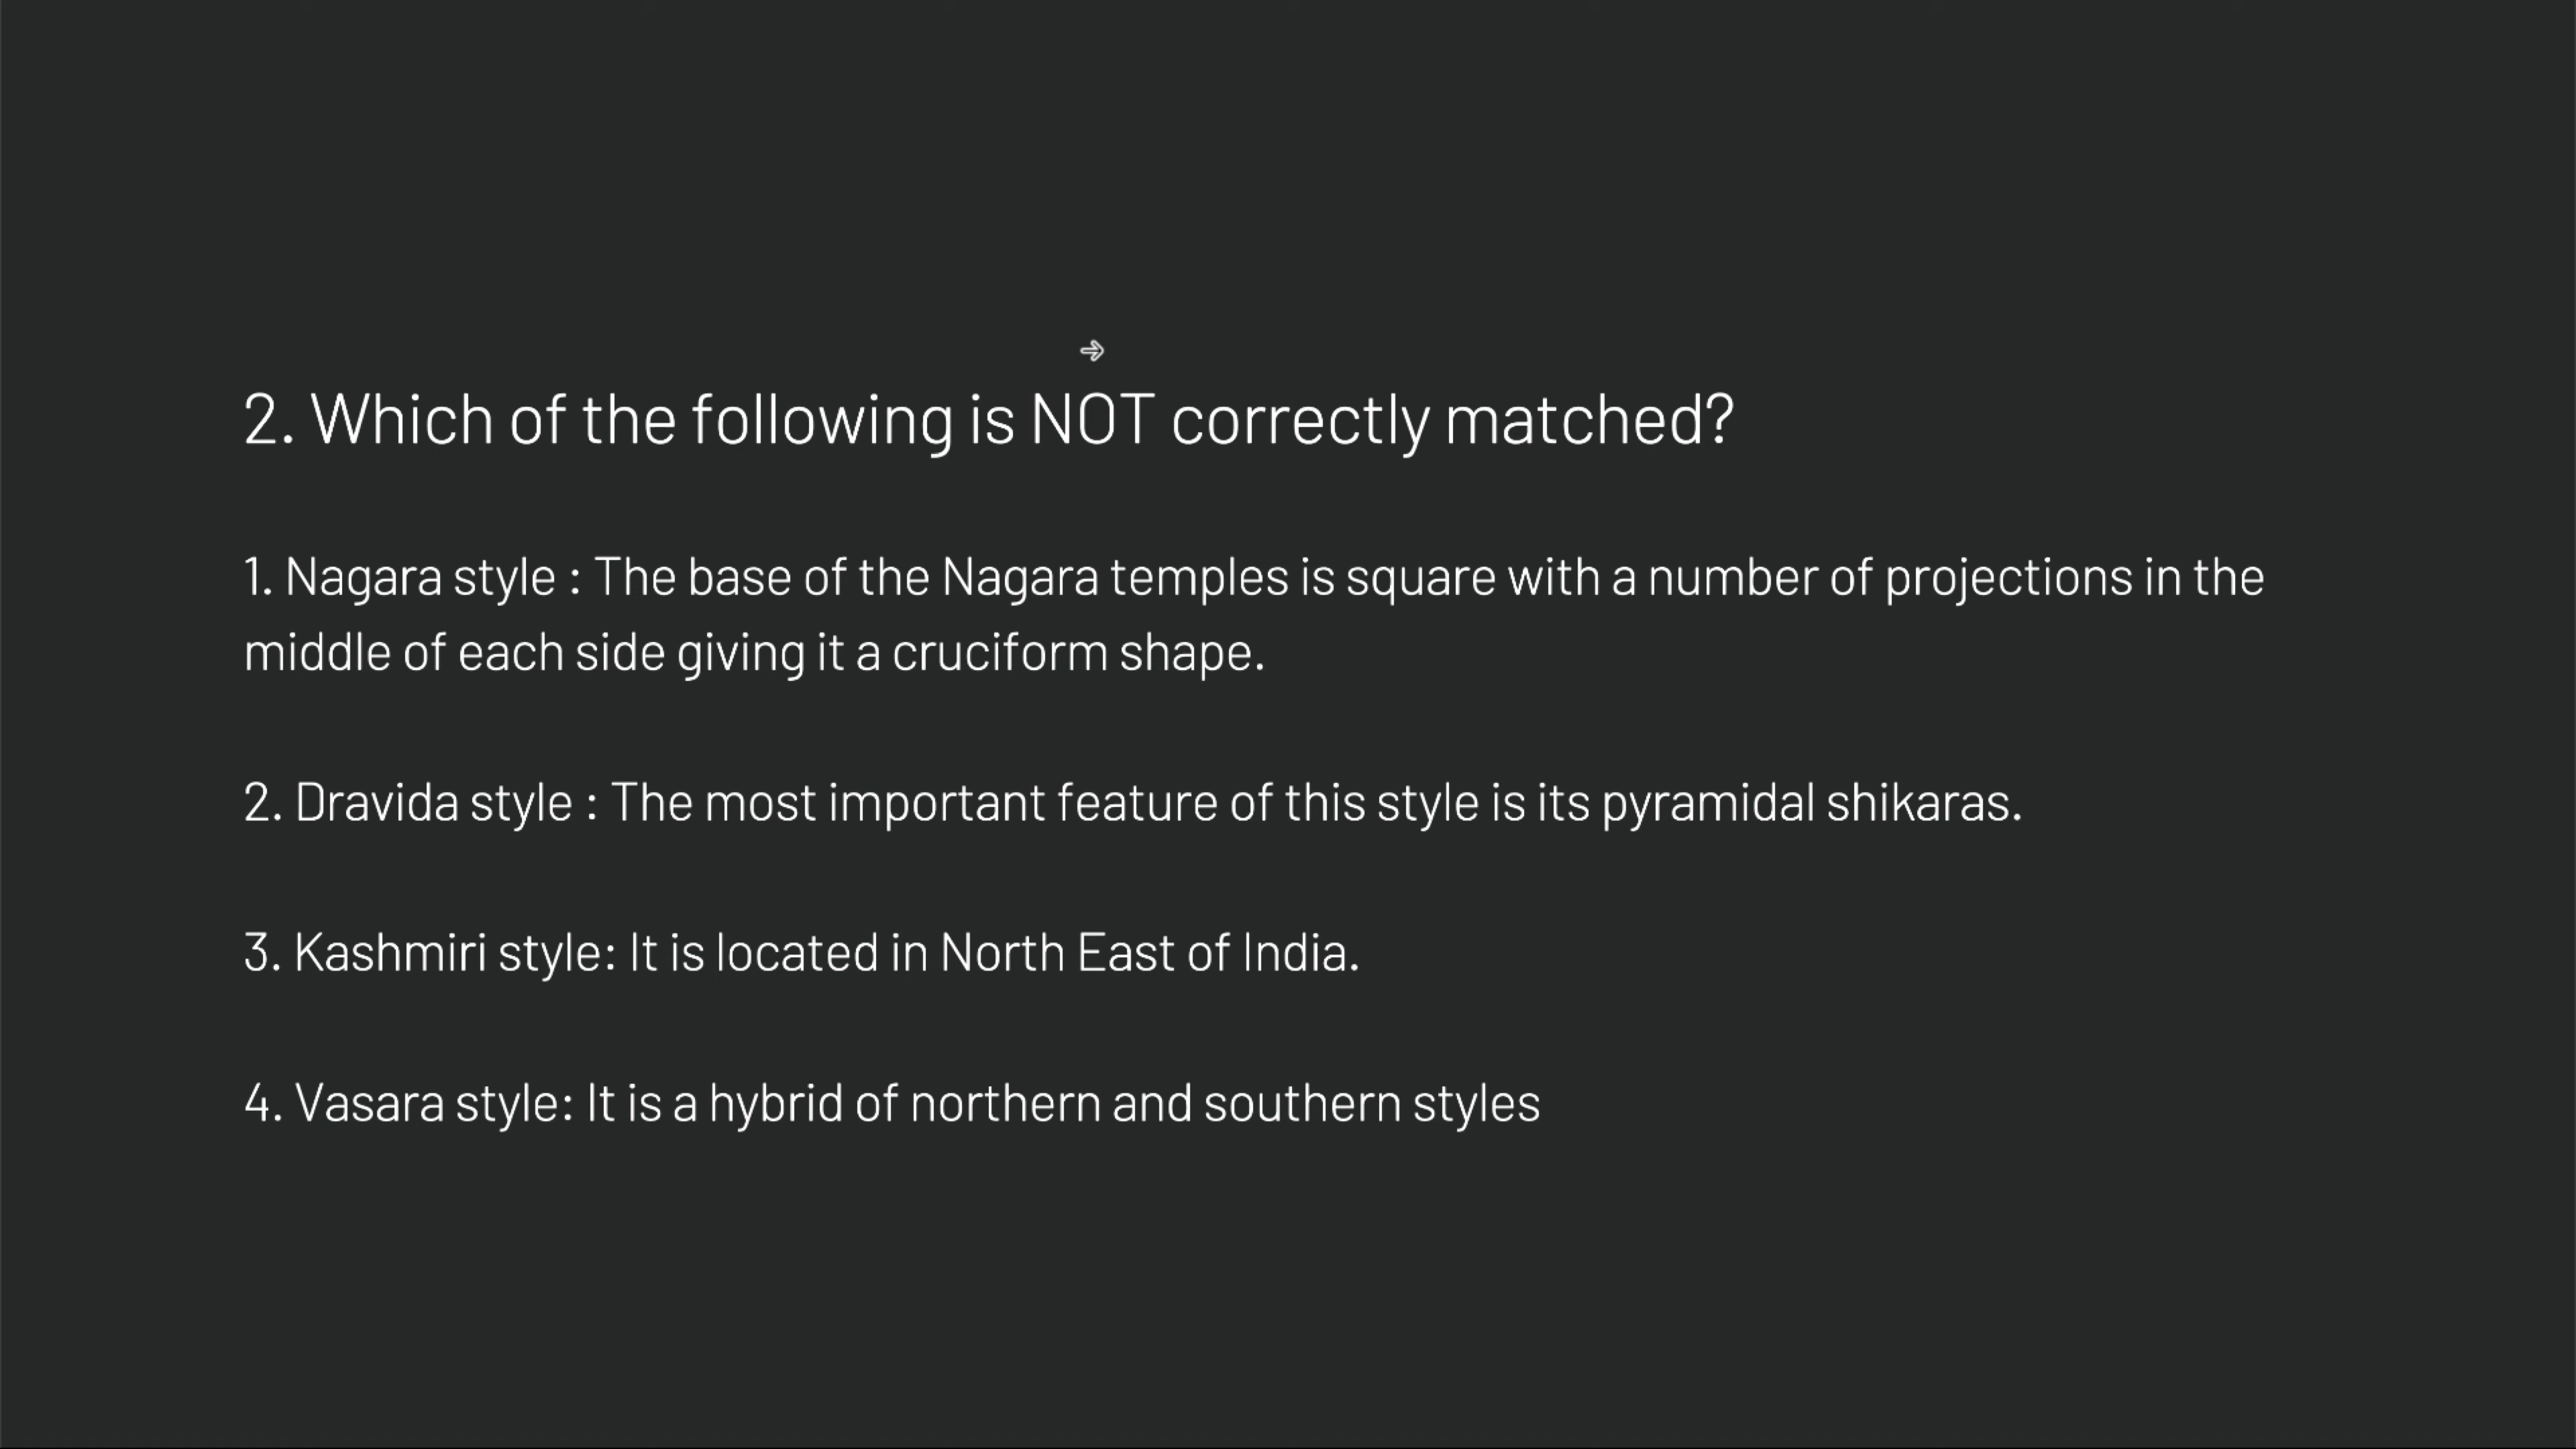 2. Which of the following is NOT correctly matched?
1. Nagara style : The base of the Nagara temples is square with a number of projections in the
middle of each side giving it a cruciform shape.
2. Dravida style : The most important feature of this style is its pyramidal shikaras.
3. Kashmiri style: It is located in North East of India.
4. Vasara style: It is a hybrid of northern and southern styles